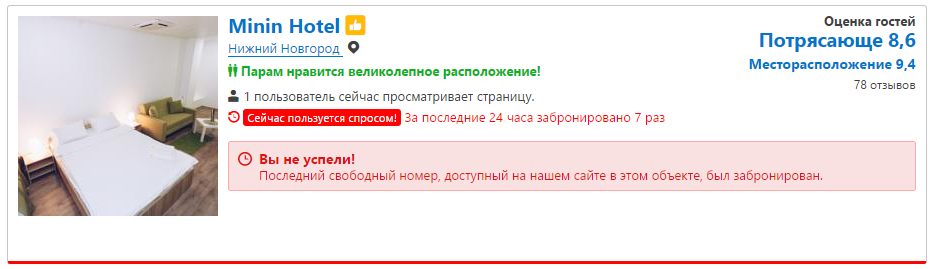 Minin Hotel
Нижний Новгород
Парам нравится великолепное расположение!
1 пользователь сейчас просматривает страницу.
Сейчас пользуется спросом! За последние 24 часа забронировано 7 раз
Вы не успели!
Последний свободный номер, доступный на нашем сайте в этом объекте, был забронирован.
Оценка гостей
Потрясающе 8,6
Месторасположение 9,4
78 отзывов